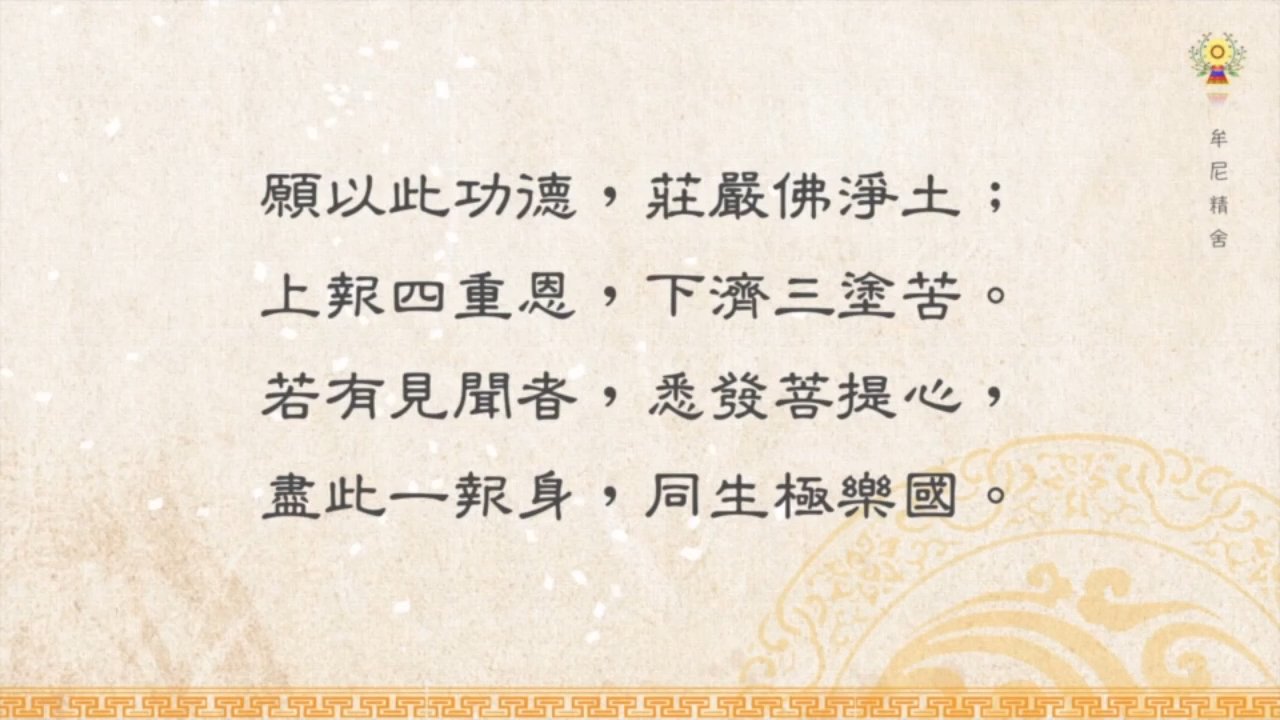 願以此功德，莊嚴佛淨土；
上報四重恩，下濟三塗苦。
若有見聞者，悉發菩提心，
盡此一報身，同生極樂國。
牟尼精舍